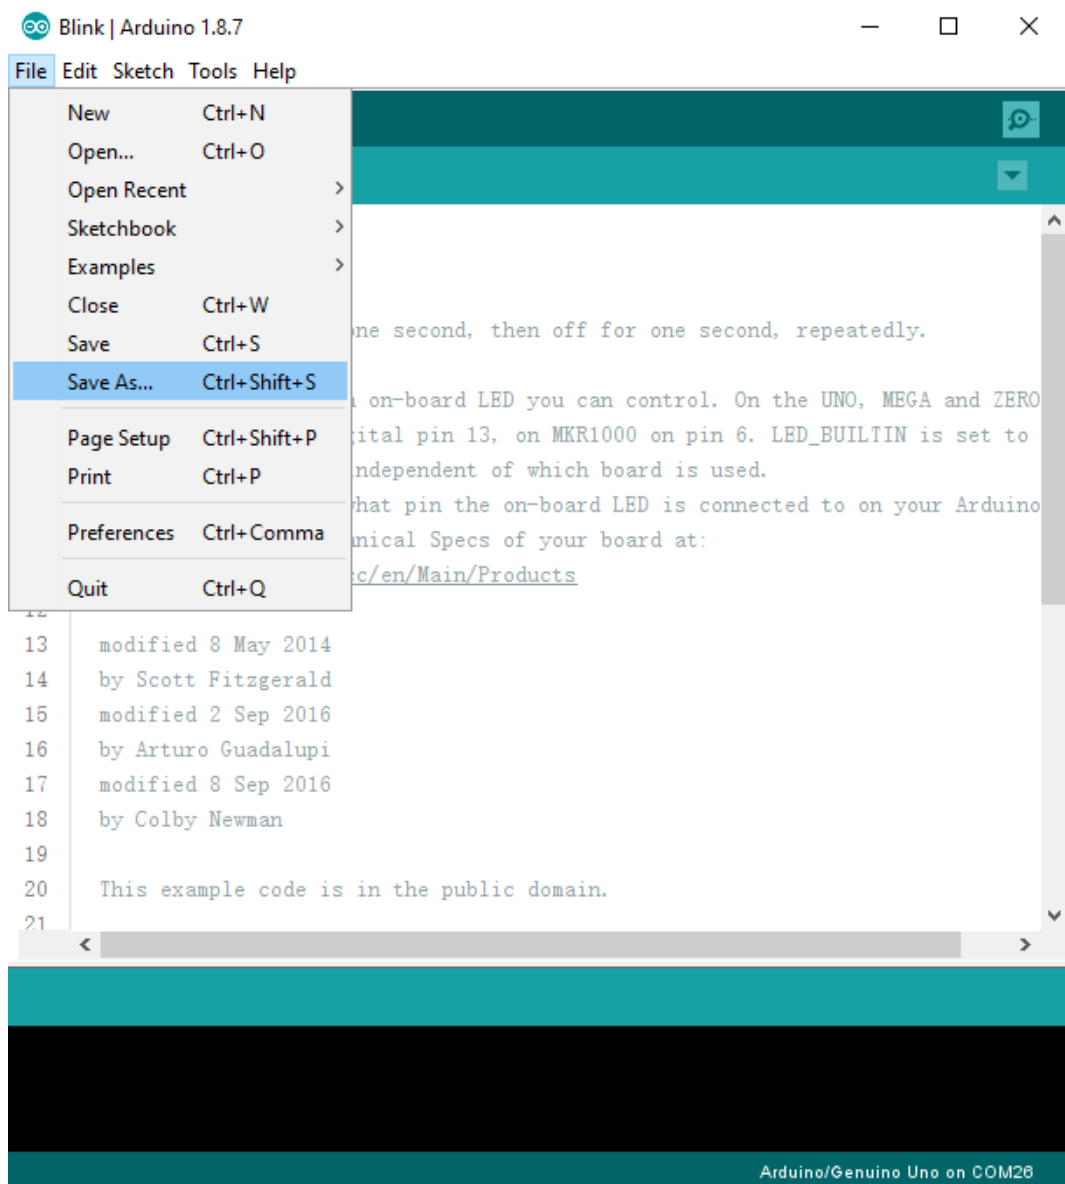 Blink | Arduino 1.8.7
File Edit Sketch Tools Help
New Ctrl+N
Open... Ctrl+O
Open Recent
Sketchbook
Examples
Close Ctrl+W
Save Ctrl+S
Save As... Ctrl+Shift+S
Page Setup Ctrl+Shift+P
Print Ctrl+P
Preferences Ctrl+Comma
Quit Ctrl+Q
one second, then off for one second, repeatedly.
on-board LED you can control. On the UNO, MEGA and ZERO
ital pin 13, on MKR1000 on pin 6. LED_BUILTIN is set to
independent of which board is used.
what pin the on-board LED is connected to on your Arduino
hnical Specs of your board at:
cc/en/Main/Products
12
13 modified 8 May 2014
14 by Scott Fitzgerald
15 modified 2 Sep 2016
16 by Arturo Guadalupi
17 modified 8 Sep 2016
18 by Colby Newman
19
20 This example code is in the public domain.
21
Arduino/Genuino Uno on COM26